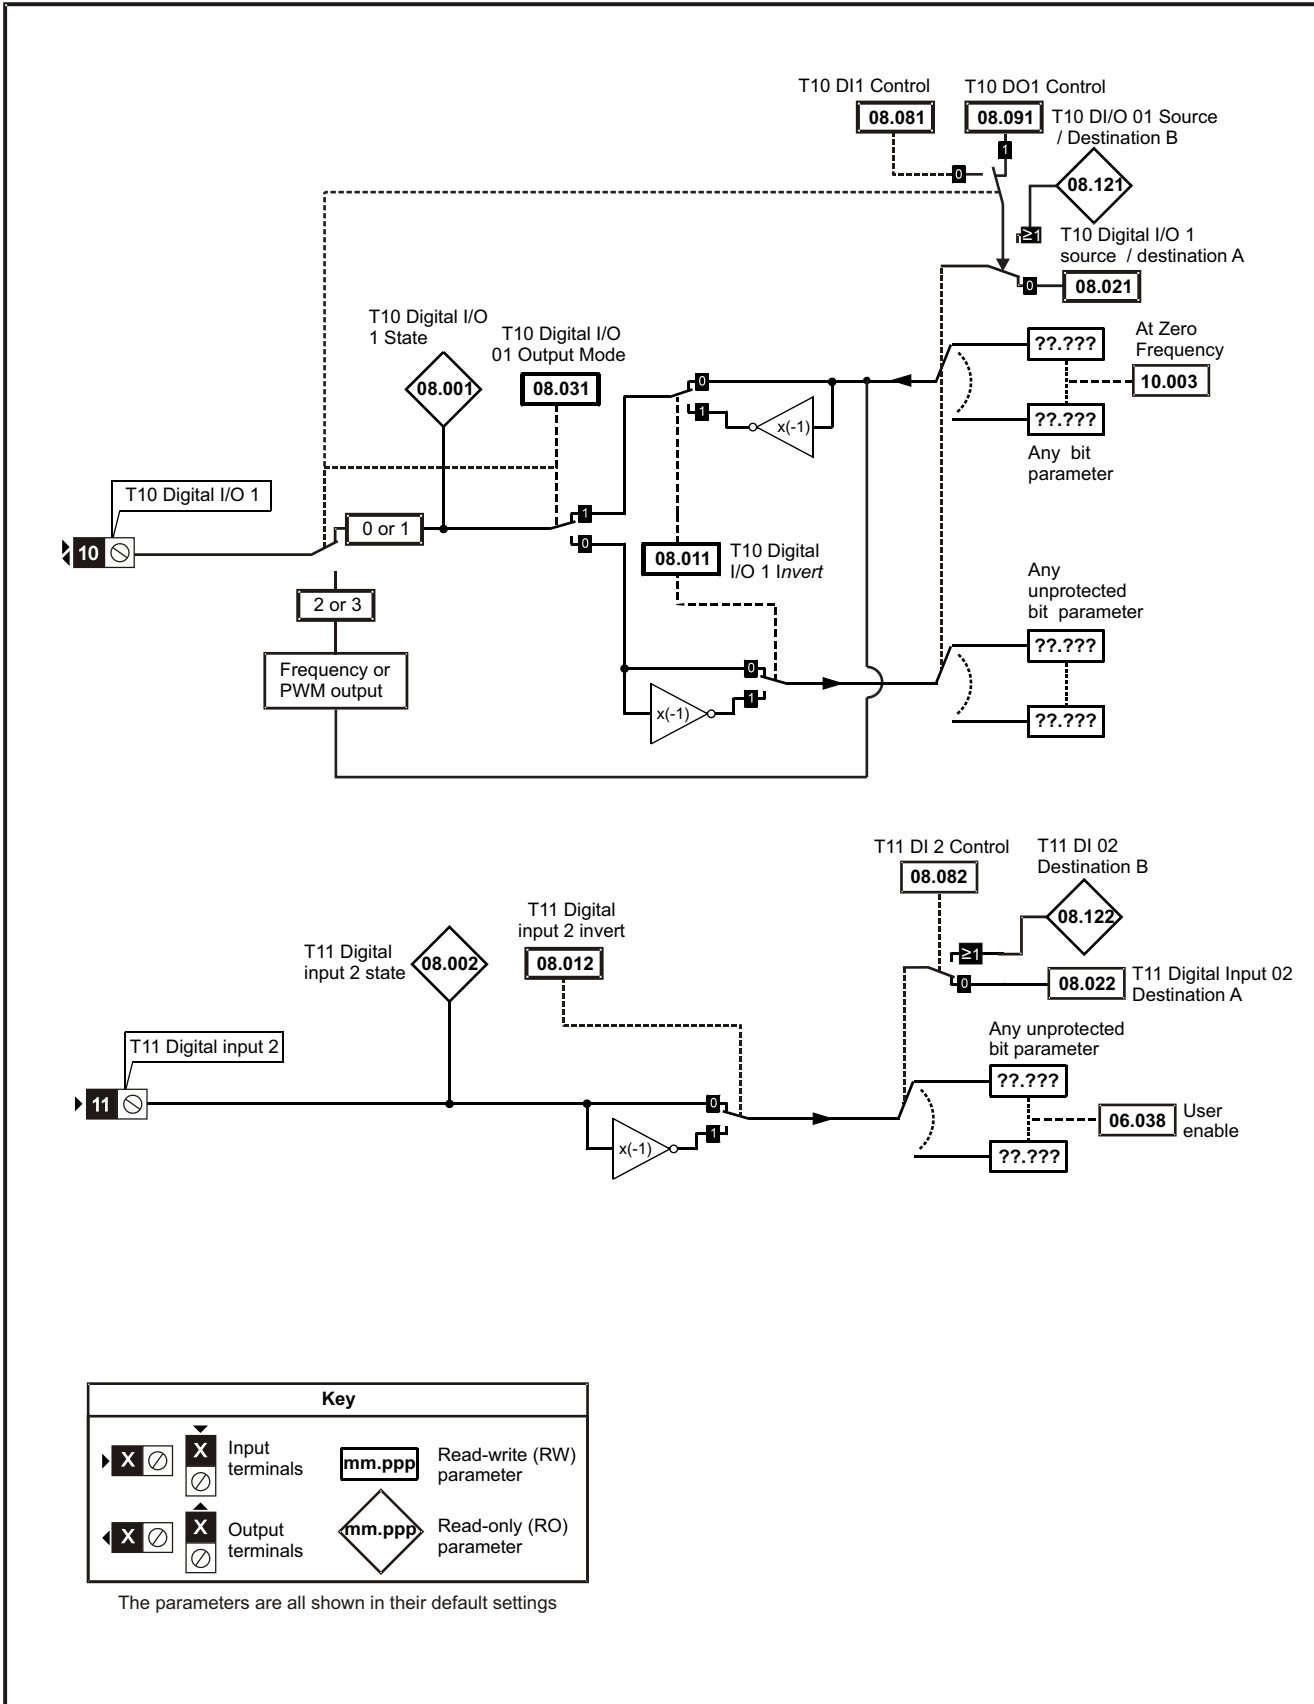 T10 DI1 Control
08.081
T10 DO1 Control
08.091
T10 DI/O 01 Source
/ Destination B
1
0
08.121
≥1
T10 Digital I/O 1
source / destination A
0
08.021
T10 Digital I/O
1 State
08.001
T10 Digital I/O
01 Output Mode
08.031
0
1
x(-1)
??.???
At Zero
Frequency
10.003
??.???
Any bit
parameter
T10 Digital I/O 1
10
0 or 1
1
0
08.011
T10 Digital
I/O 1 Invert
2 or 3
Frequency or
PWM output
Any
unprotected
bit parameter
??.???
??.???
0
1
x(-1)
T11 DI 2 Control
08.082
T11 DI 02
Destination B
08.122
≥1
0
08.022
T11 Digital Input 02
Destination A
T11 Digital
input 2 state
08.002
T11 Digital
input 2 invert
08.012
T11 Digital input 2
11
0
1
x(-1)
Any unprotected
bit parameter
??.???
??.???
06.038
User
enable
Key
X
X
Input
terminals
mm.ppp
Read-write (RW)
parameter
X
X
Output
terminals
mm.ppp
Read-only (RO)
parameter
The parameters are all shown in their default settings